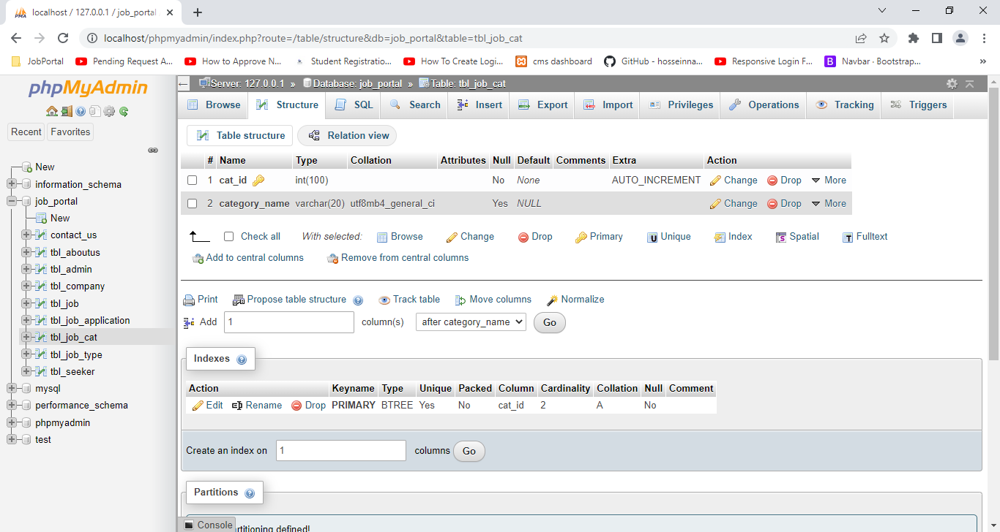 localhost / 127.0.0.1 / job_portal
localhost/phpmyadmin/index.php?route=/table/structure&db=job_portal&table=tbl_job_cat
JobPortal Pending Request A... How to Approve N... Student Registratio... How To Create Logi... cms dashboard GitHub - hosseinna... Responsive Login F... Navbar · Bootstrap... »
phpMyAdmin
Recent Favorites
New
information_schema
job_portal
New
contact_us
tbl_aboutus
tbl_admin
tbl_company
tbl_job
tbl_job_application
tbl_job_cat
tbl_job_type
tbl_seeker
mysql
performance_schema
phpmyadmin
test
Server: 127.0.0.1 » Database: job_portal » Table: tbl_job_cat
Browse Structure SQL Search Insert Export Import Privileges Operations Tracking Triggers
Table structure Relation view
# Name Type Collation Attributes Null Default Comments Extra Action
1 cat_id int(100) No None AUTO_INCREMENT Change Drop More
2 category_name varchar(20) utf8mb4_general_ci Yes NULL Change Drop More
Check all With selected: Browse Change Drop Primary Unique Index Spatial Fulltext
Add to central columns Remove from central columns
Print Propose table structure Track table Move columns Normalize
Add 1 column(s) after category_name Go
Indexes
Action Keyname Type Unique Packed Column Cardinality Collation Null Comment
Edit Rename Drop PRIMARY BTREE Yes No cat_id 2 A No
Create an index on 1 columns Go
Partitions
Console rtitioning defined!